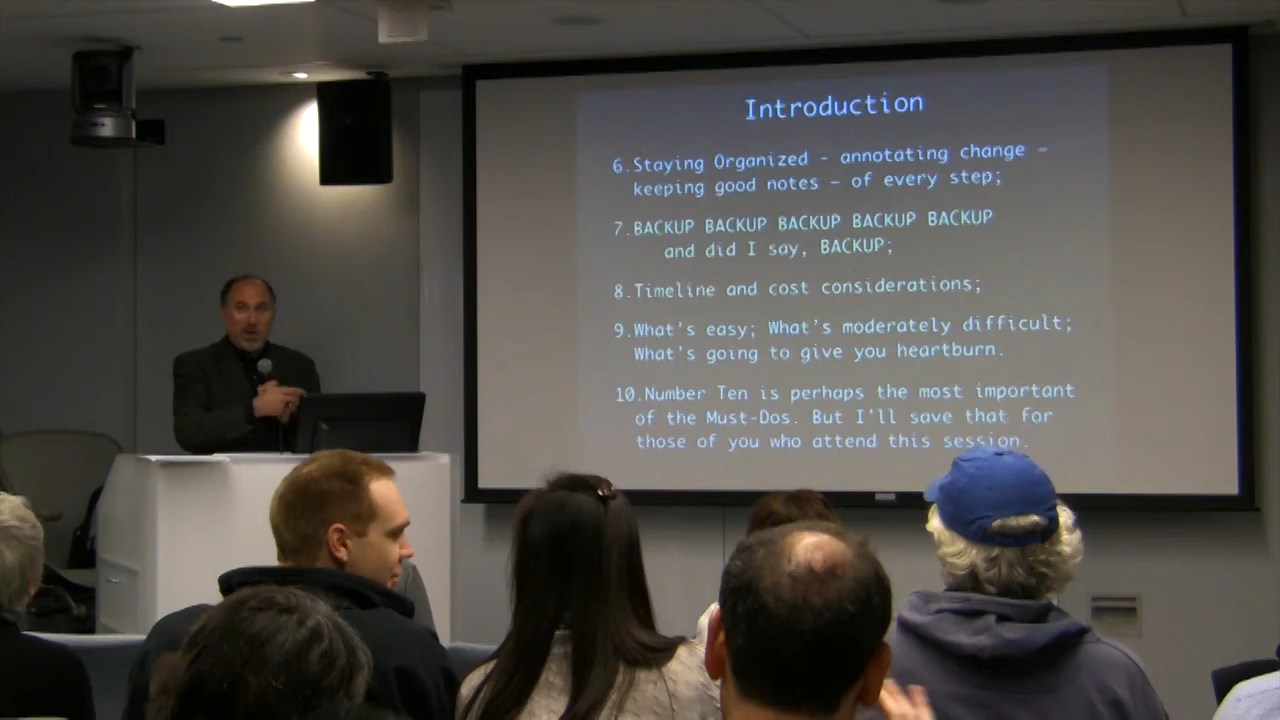 Introduction
6.Staying Organized - annotating change –
keeping good notes – of every step;
7.BACKUP BACKUP BACKUP BACKUP BACKUP
and did I say, BACKUP;
8.Timeline and cost considerations;
9.What's easy; What's moderately difficult;
What's going to give you heartburn.
10.Number Ten is perhaps the most important
of the Must-Dos. But I'll save that for
those of you who attend this session.